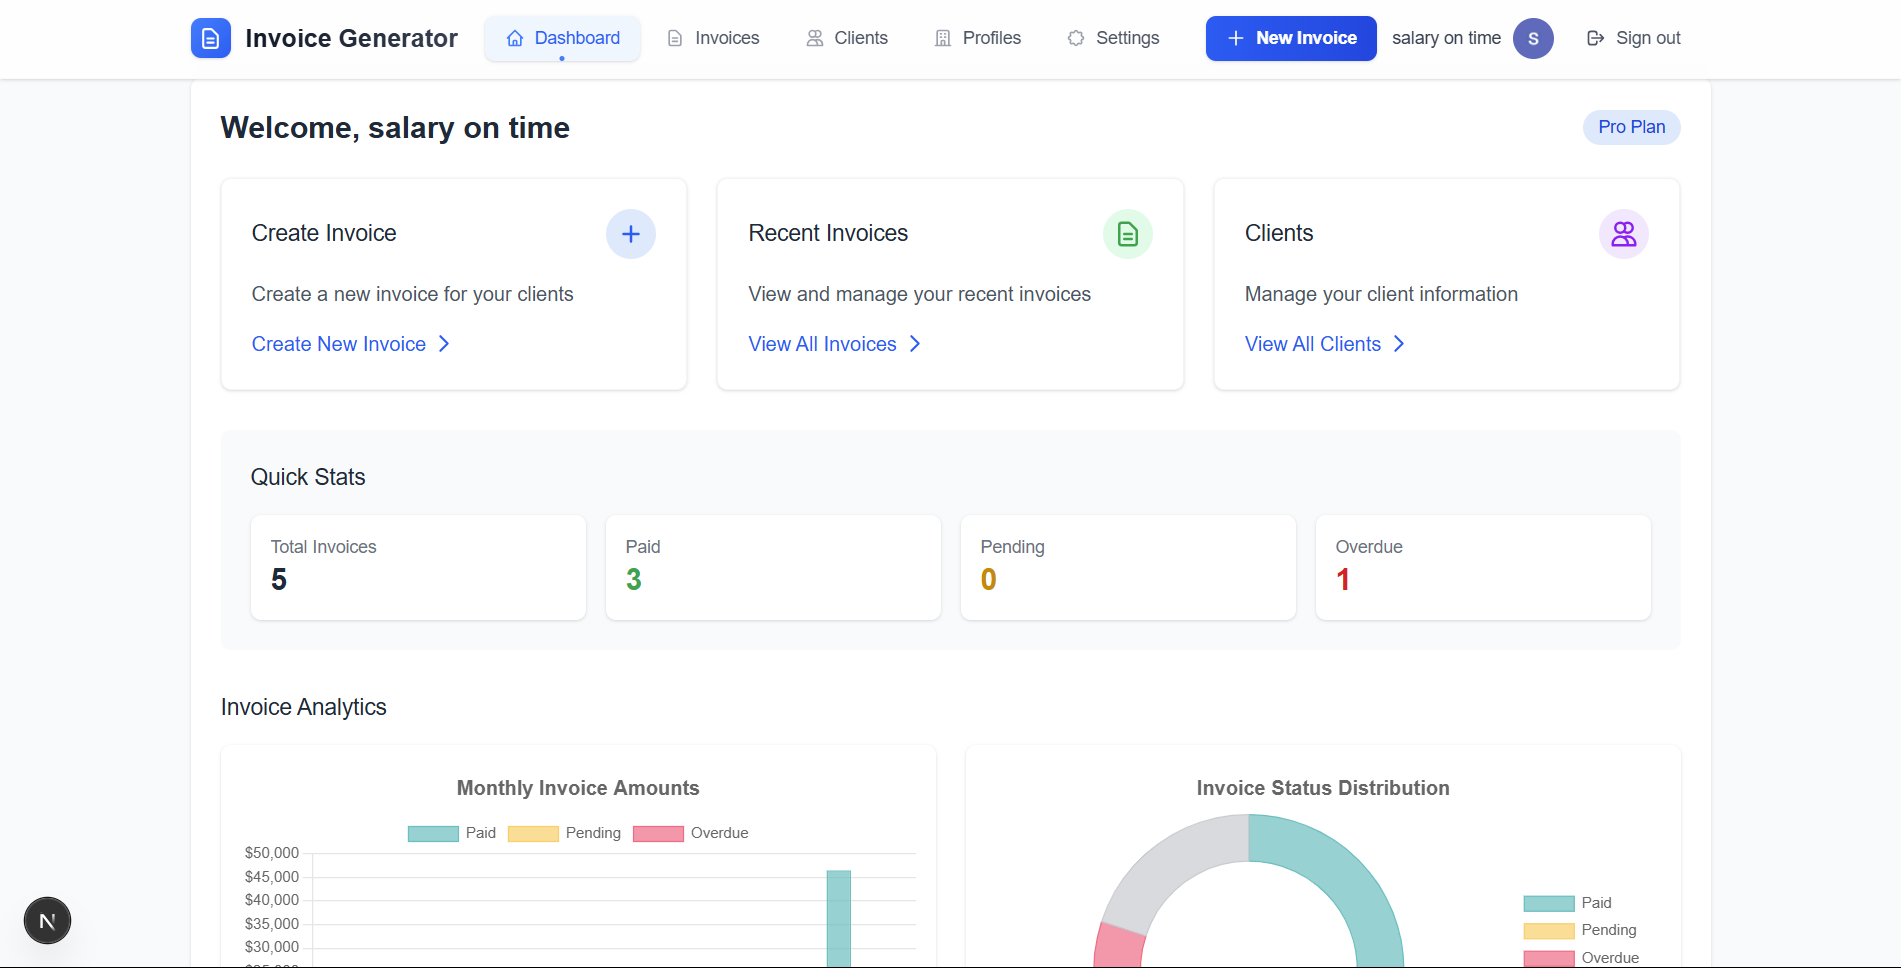 Invoice Generator
Dashboard
Invoices
Clients
Profiles
Settings
New Invoice
salary on time
S
Sign out
Welcome, salary on time
Pro Plan
Create Invoice
Create a new invoice for your clients
Create New Invoice
Recent Invoices
View and manage your recent invoices
View All Invoices
Clients
Manage your client information
View All Clients
Quick Stats
Total Invoices
5
Paid
3
Pending
0
Overdue
1
Invoice Analytics
Monthly Invoice Amounts
Paid
Pending
Overdue
$50,000
$45,000
$40,000
$35,000
$30,000
Invoice Status Distribution
Paid
Pending
Overdue
N